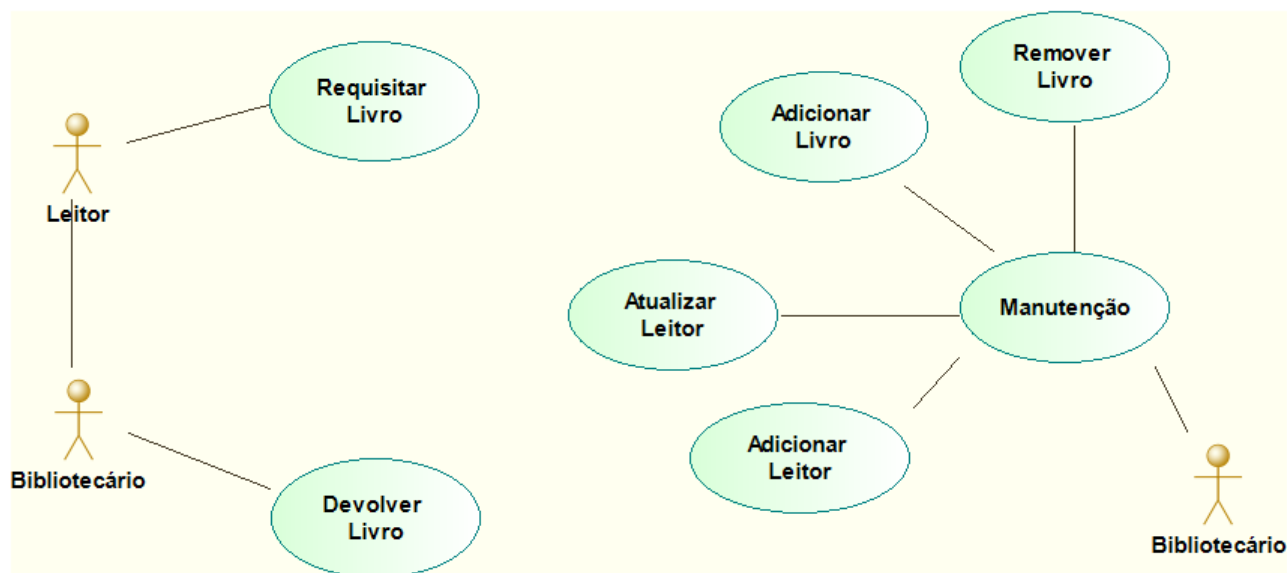 Requisitar
Livro
Leitor
Bibliotecário
Devolver
Livro
Remover
Livro
Adicionar
Livro
Atualizar
Leitor
Manutenção
Adicionar
Leitor
Bibliotecário